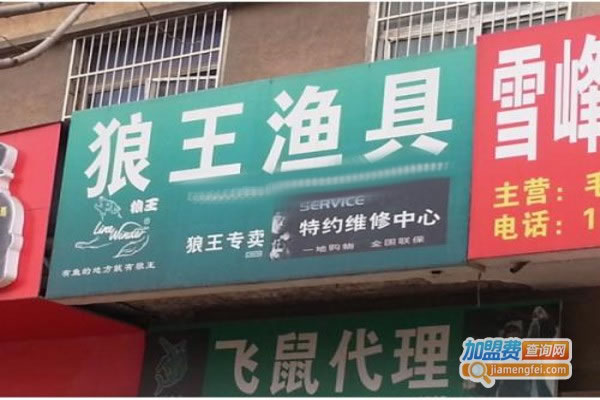 狼王渔具
狼王
狼王专卖
SERVICE
特约维修中心
一地购物 全国联保
有鱼的地方就有狼王
雪峰
主营：毛
电话：1
飞鼠代理
加盟费查询网
jiamengfei.com